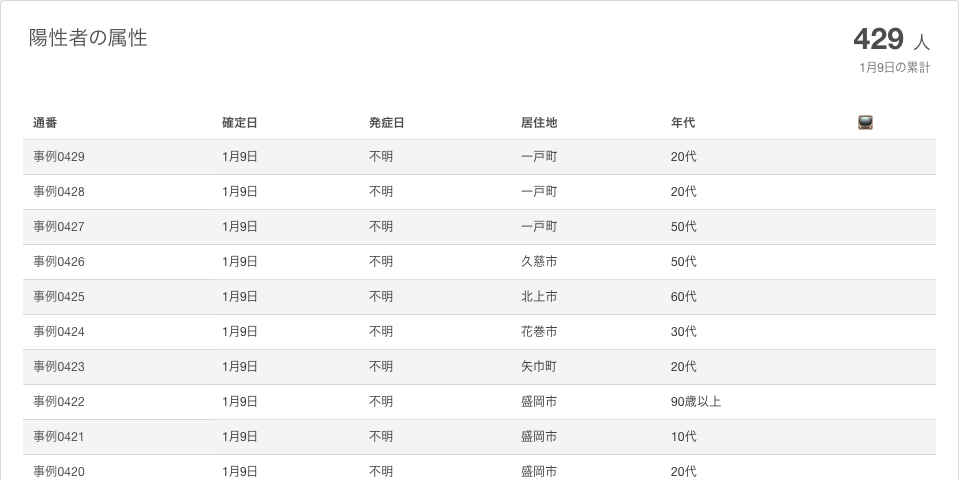 陽性者の属性
429 人
1月9日の累計
通番 確定日 発症日 居住地 年代
事例0429 1月9日 不明 一戸町 20代
事例0428 1月9日 不明 一戸町 20代
事例0427 1月9日 不明 一戸町 50代
事例0426 1月9日 不明 久慈市 50代
事例0425 1月9日 不明 北上市 60代
事例0424 1月9日 不明 花巻市 30代
事例0423 1月9日 不明 矢巾町 20代
事例0422 1月9日 不明 盛岡市 90歳以上
事例0421 1月9日 不明 盛岡市 10代
事例0420 1月9日 不明 盛岡市 20代